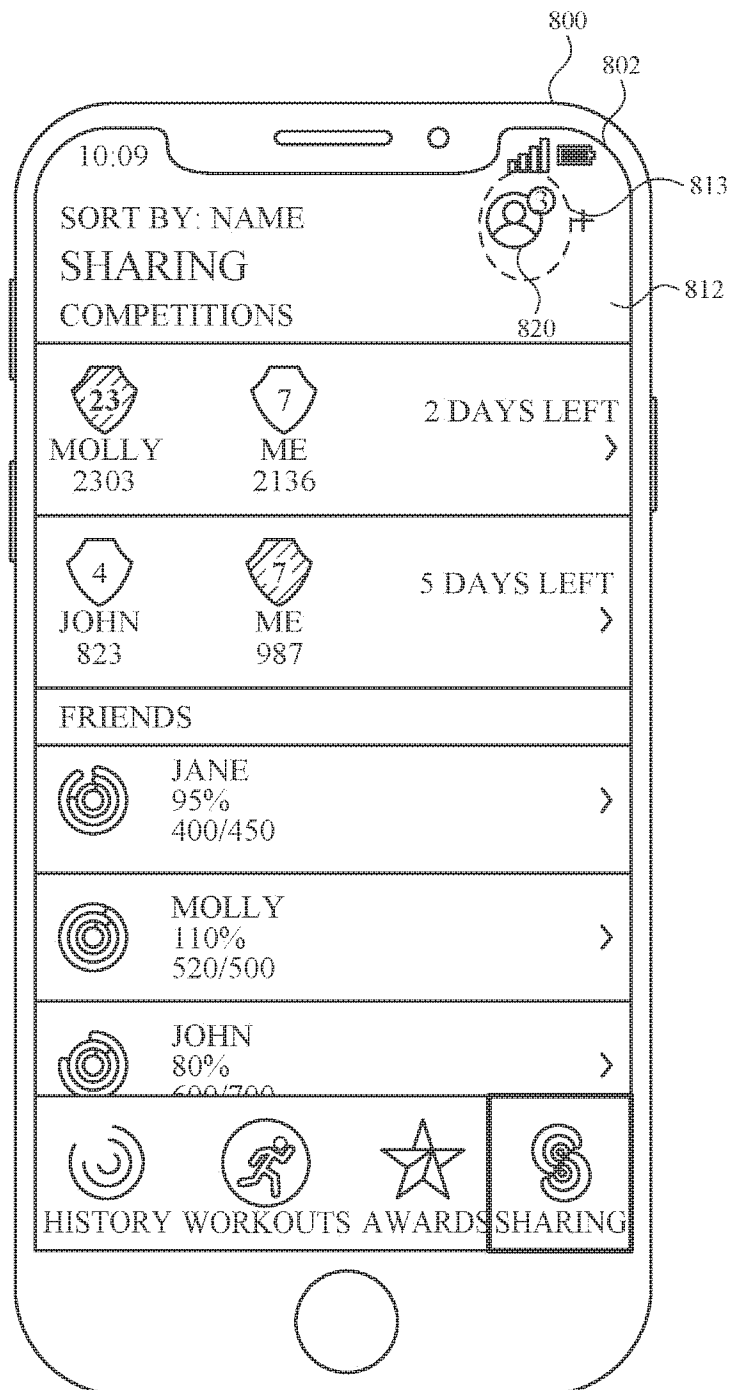 800
802
10:09
3
813
SORT BY: NAME
+
SHARING
812
COMPETITIONS
820
23
7
2 DAYS LEFT
MOLLY
ME
2303
2136
4
7
5 DAYS LEFT
JOHN
ME
823
987
FRIENDS
JANE
95%
400/450
MOLLY
110%
520/500
JOHN
80%
600/700
HISTORY WORKOUTS AWARDS SHARING